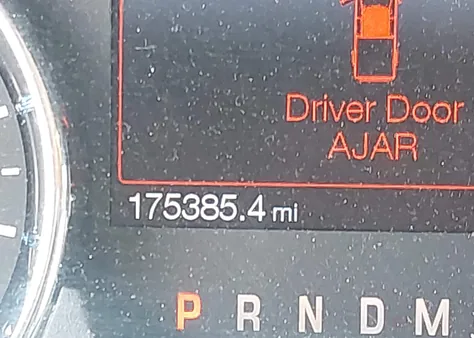 Driver Door
AJAR
175385.4 mi
P R N D M